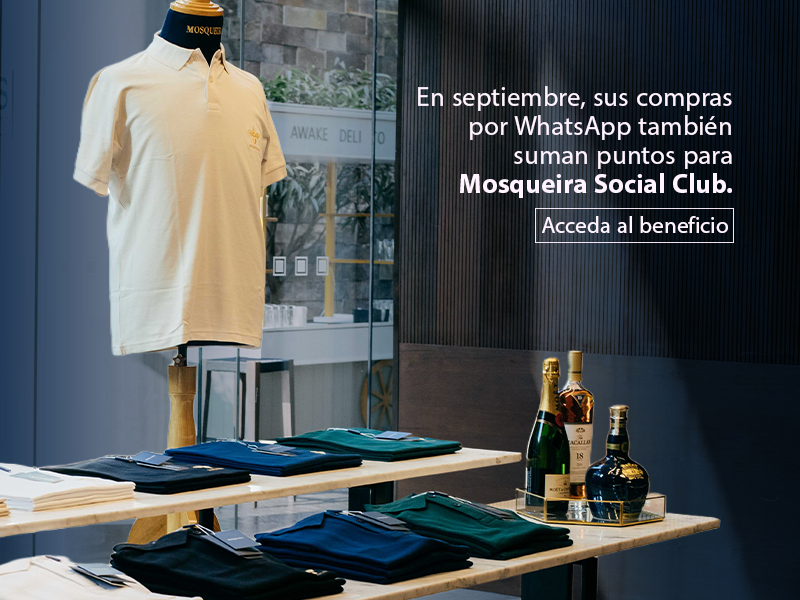 MOSQUEIRA
AWAKE DELI
En septiembre, sus compras
por WhatsApp también
suman puntos para
Mosqueira Social Club.
Acceda al beneficio
MACALLAN
18